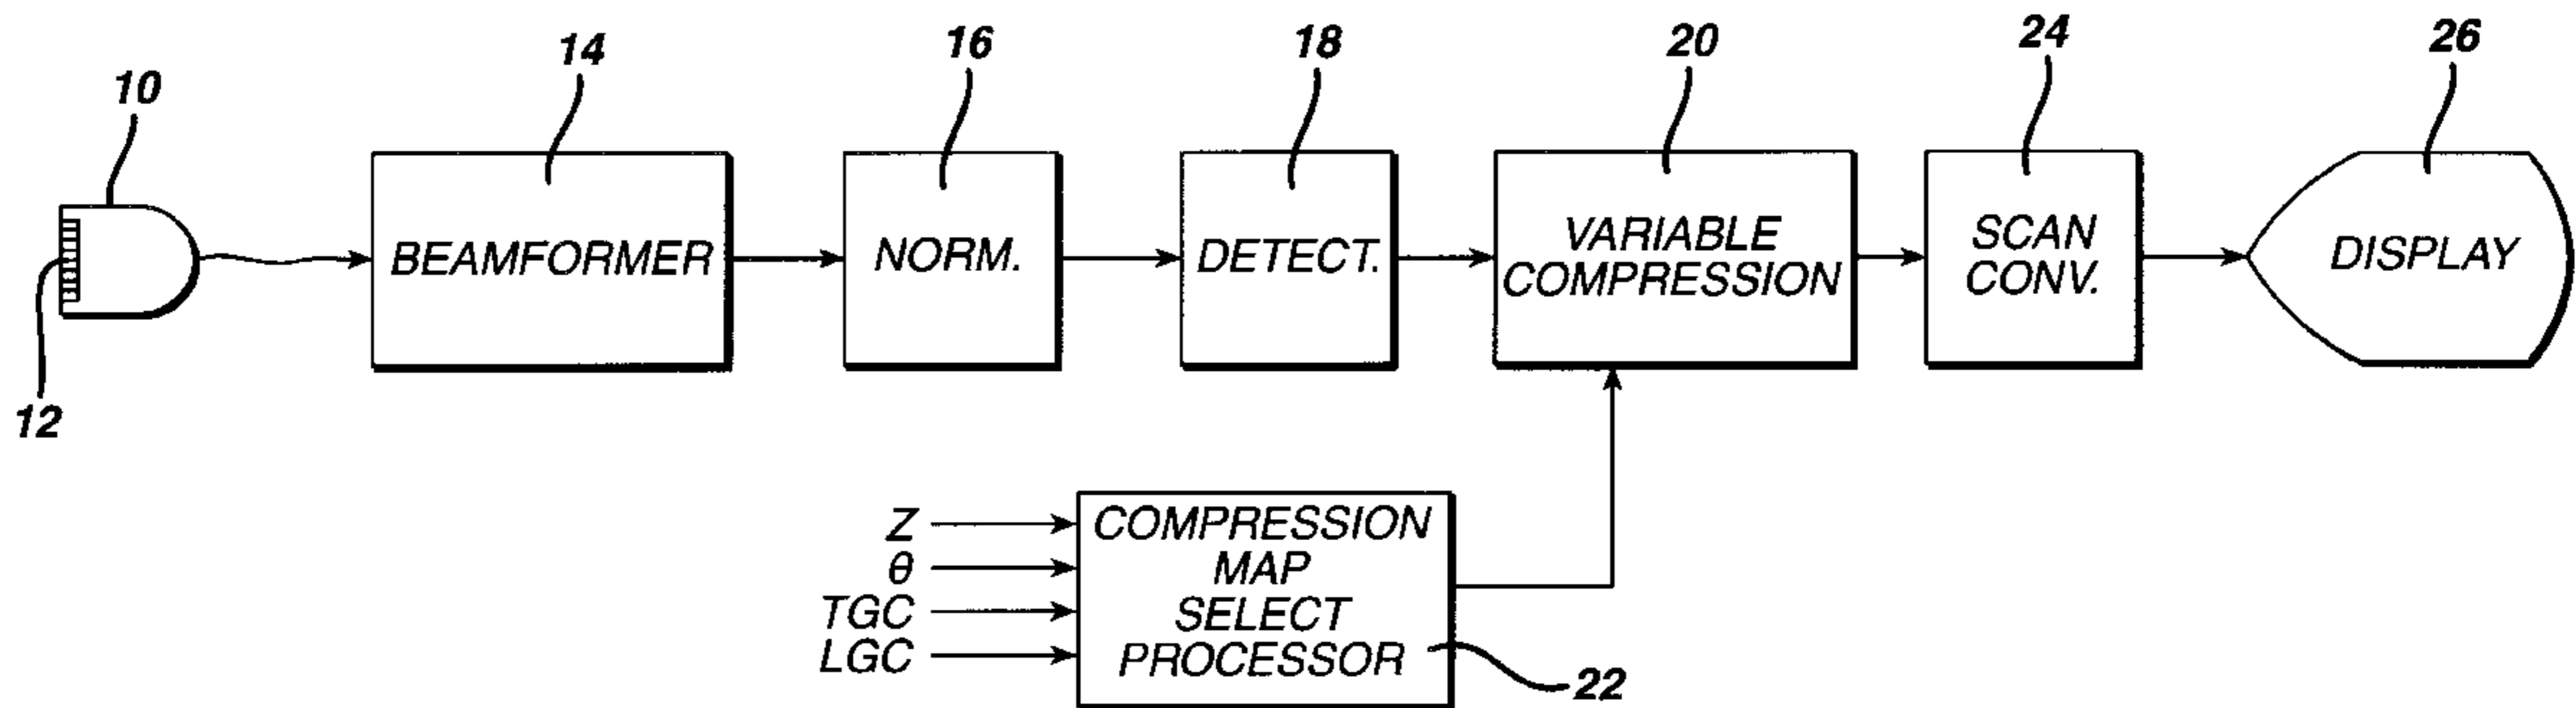 10
14
16
18
20
24
26
12
BEAMFORMER
NORM.
DETECT.
VARIABLE
COMPRESSION
SCAN
CONV.
DISPLAY
Z
θ
TGC
LGC
COMPRESSION
MAP
SELECT
PROCESSOR
22